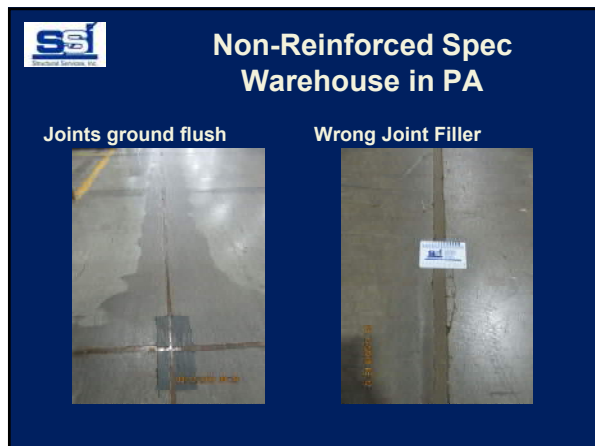 SSI
Structural Services, Inc.
Non-Reinforced Spec
Warehouse in PA
Joints ground flush
Wrong Joint Filler